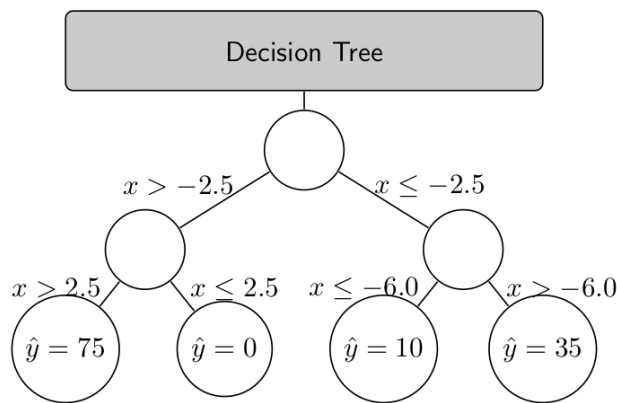 Decision Tree
x > −2.5
x ≤ −2.5
x > 2.5
x ≤ 2.5
x ≤ −6.0
x > −6.0
ŷ = 75
ŷ = 0
ŷ = 10
ŷ = 35